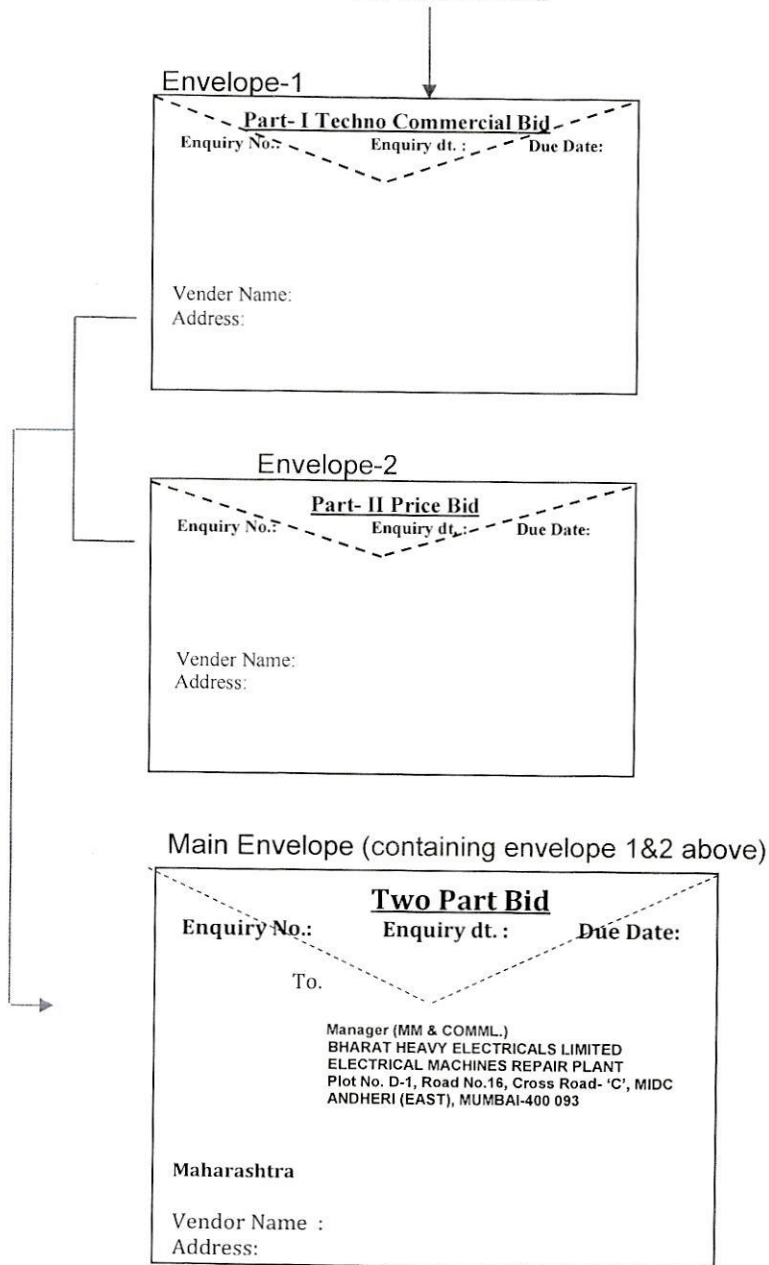 Envelope-1
Part- I Techno Commercial Bid
Enquiry No.: Enquiry dt. : Due Date:
Vender Name:
Address:
Envelope-2
Part- II Price Bid
Enquiry No.: Enquiry dt. : Due Date:
Vender Name:
Address:
Main Envelope (containing envelope 1&2 above)
Two Part Bid
Enquiry No.: Enquiry dt. : Due Date:
To.
Manager (MM & COMML.)
BHARAT HEAVY ELECTRICALS LIMITED
ELECTRICAL MACHINES REPAIR PLANT
Plot No. D-1, Road No.16, Cross Road- ‘C’, MIDC
ANDHERI (EAST), MUMBAI-400 093
Maharashtra
Vendor Name :
Address: